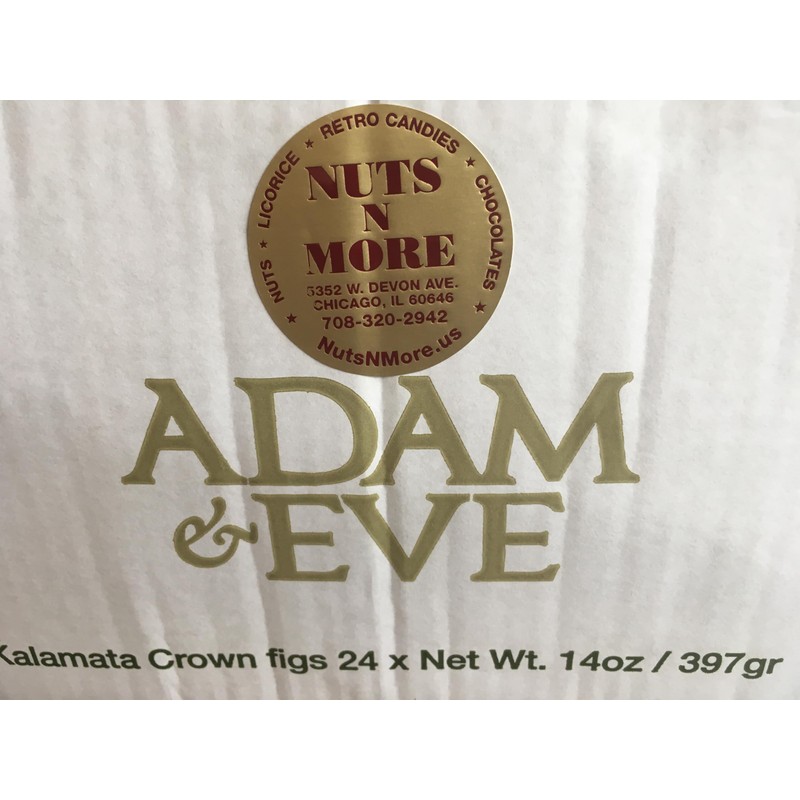 NUTS ★ LICORICE ★ RETRO CANDIES ★ CHOCOLATES ★
NUTS
N
MORE
5352 W. DEVON AVE.
CHICAGO, IL 60646
708-320-2942
NutsNMore.us
ADAM
& EVE
Kalamata Crown figs 24 x Net Wt. 14oz / 397gr